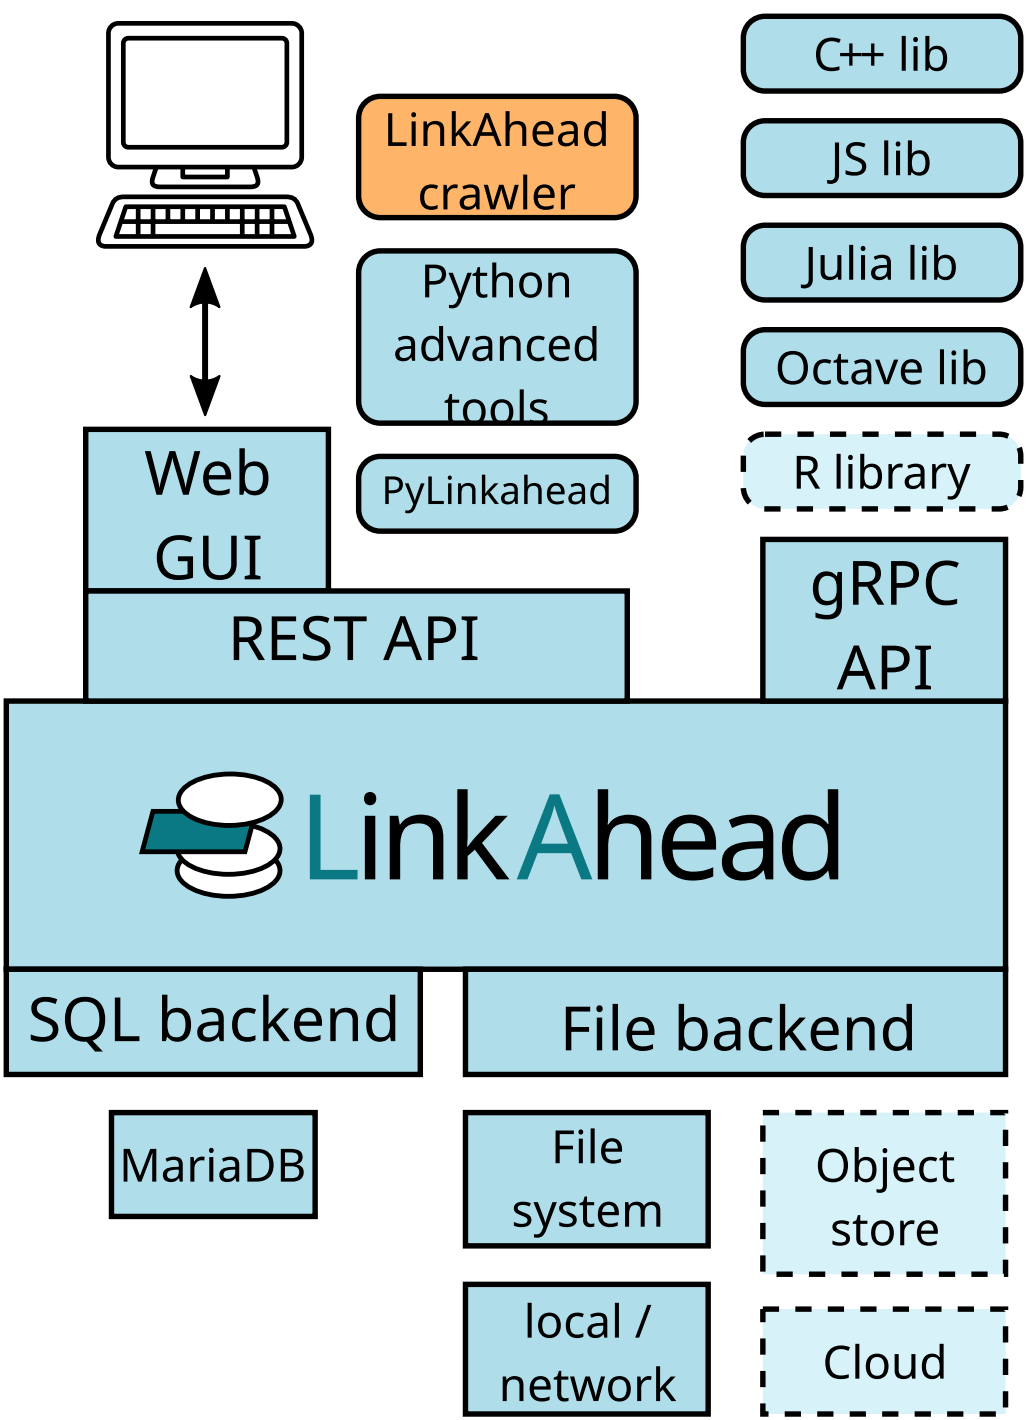 LinkAhead
crawler
Python
advanced
tools
PyLinkahead
C++ lib
JS lib
Julia lib
Octave lib
R library
Web
GUI
REST API
gRPC
API
LinkAhead
SQL backend
File backend
MariaDB
File
system
Object
store
local /
network
Cloud